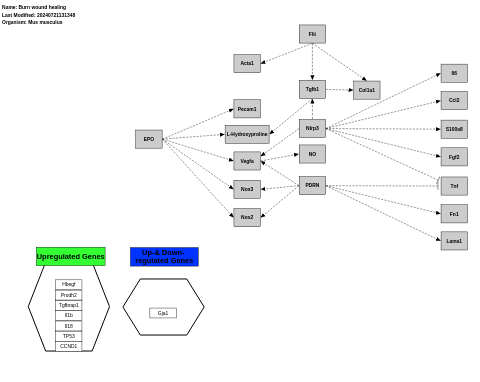 Name: Burn wound healing
Last Modified: 20240721131348
Organism: Mus musculus
Flii
Acta1
Tgfb1
Col1a1
Il6
Ccl2
Pecam1
EPO
L-Hydroxyproline
Nlrp3
S100a8
Vegfa
NO
Fgf2
Nos3
PDRN
Tnf
Nos2
Fn1
Lama1
Upregulated Genes
Up-& Down-
regulated Genes
Hbegf
Prodh2
Tgfbrap1
Il1b
Il18
TP53
CCND1
Gja1